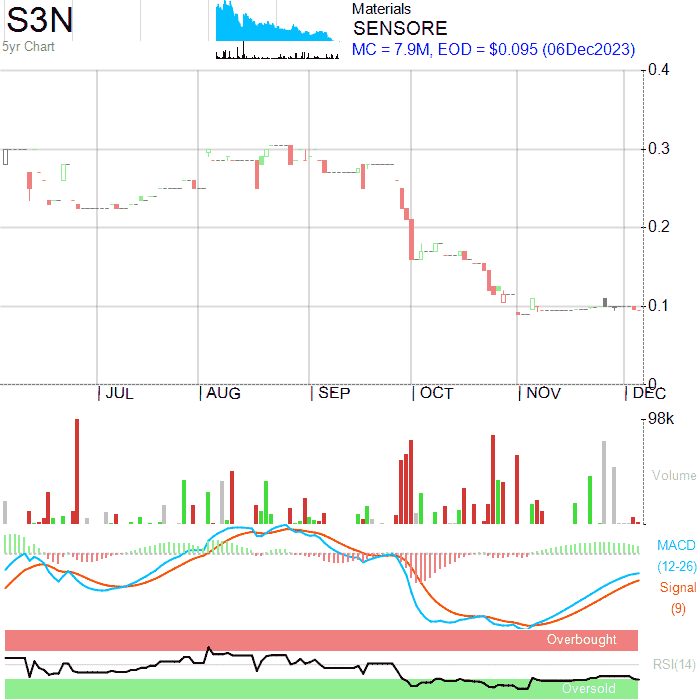 S3N
5yr Chart
Materials
SENSORE
MC = 7.9M, EOD = $0.095 (06Dec2023)
0.4
0.3
0.2
0.1
0
JUL
AUG
SEP
OCT
NOV
DEC
98k
Volume
MACD
(12-26)
Signal
(9)
Overbought
RSI(14)
Oversold